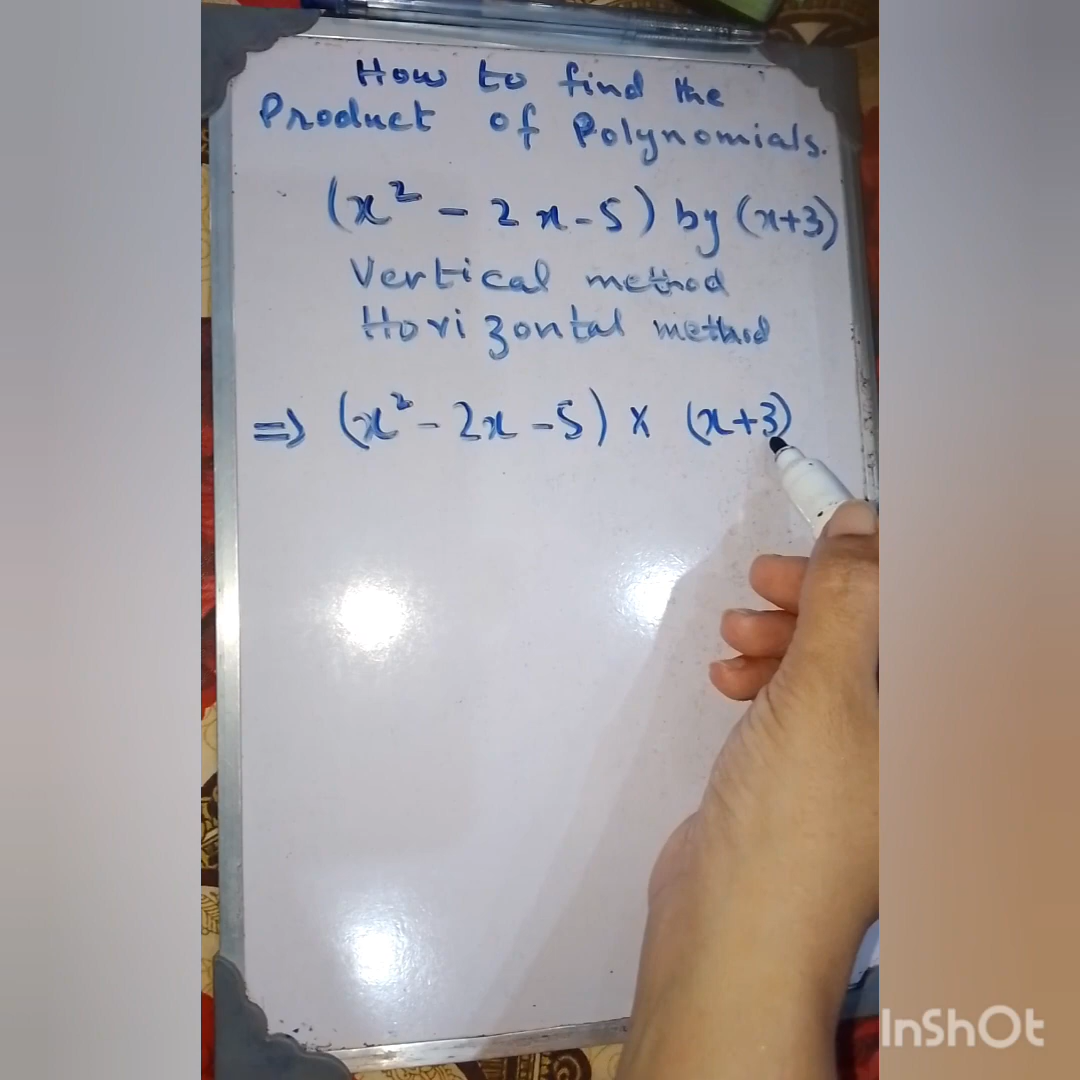 How to find the
Product of Polynomials.
(x² - 2x-5) by (x+3)
Vertical method
Horizontal method
⇒ (x² - 2x -5) × (x+3)
InShOt